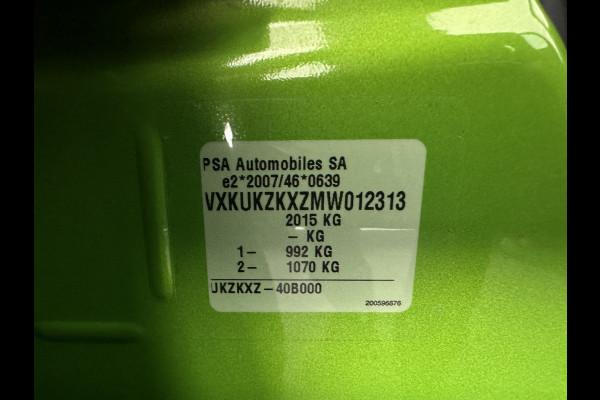 PSA Automobiles SA
e2*2007/46*0639
VXKUKZKXZMW012313
2015 KG
– KG
1– 992 KG
2– 1070 KG
UKZKXZ–40B000
200596876